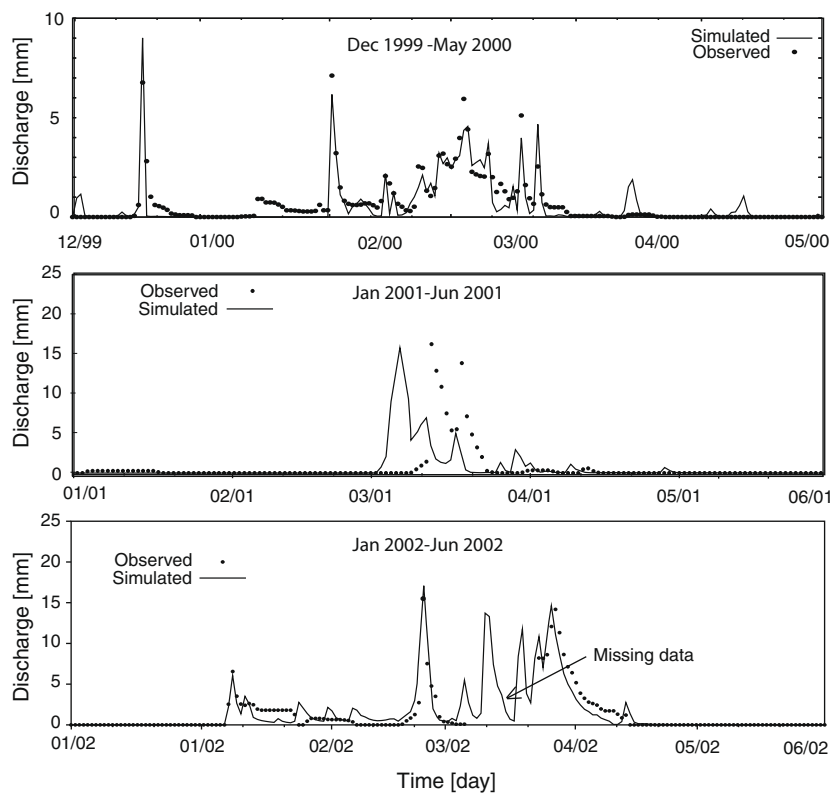 10
Dec 1999 -May 2000
Simulated
Observed
Discharge [mm]
5
0
12/99 01/00 02/00 03/00 04/00 05/00
25
Observed
Simulated
Jan 2001-Jun 2001
20
Discharge [mm]
15
10
5
0
01/01 02/01 03/01 04/01 05/01 06/01
25
Jan 2002-Jun 2002
Observed
Simulated
20
Discharge [mm]
15
10
Missing data
5
0
01/02 01/02 02/02 03/02 04/02 05/02 06/02
Time [day]